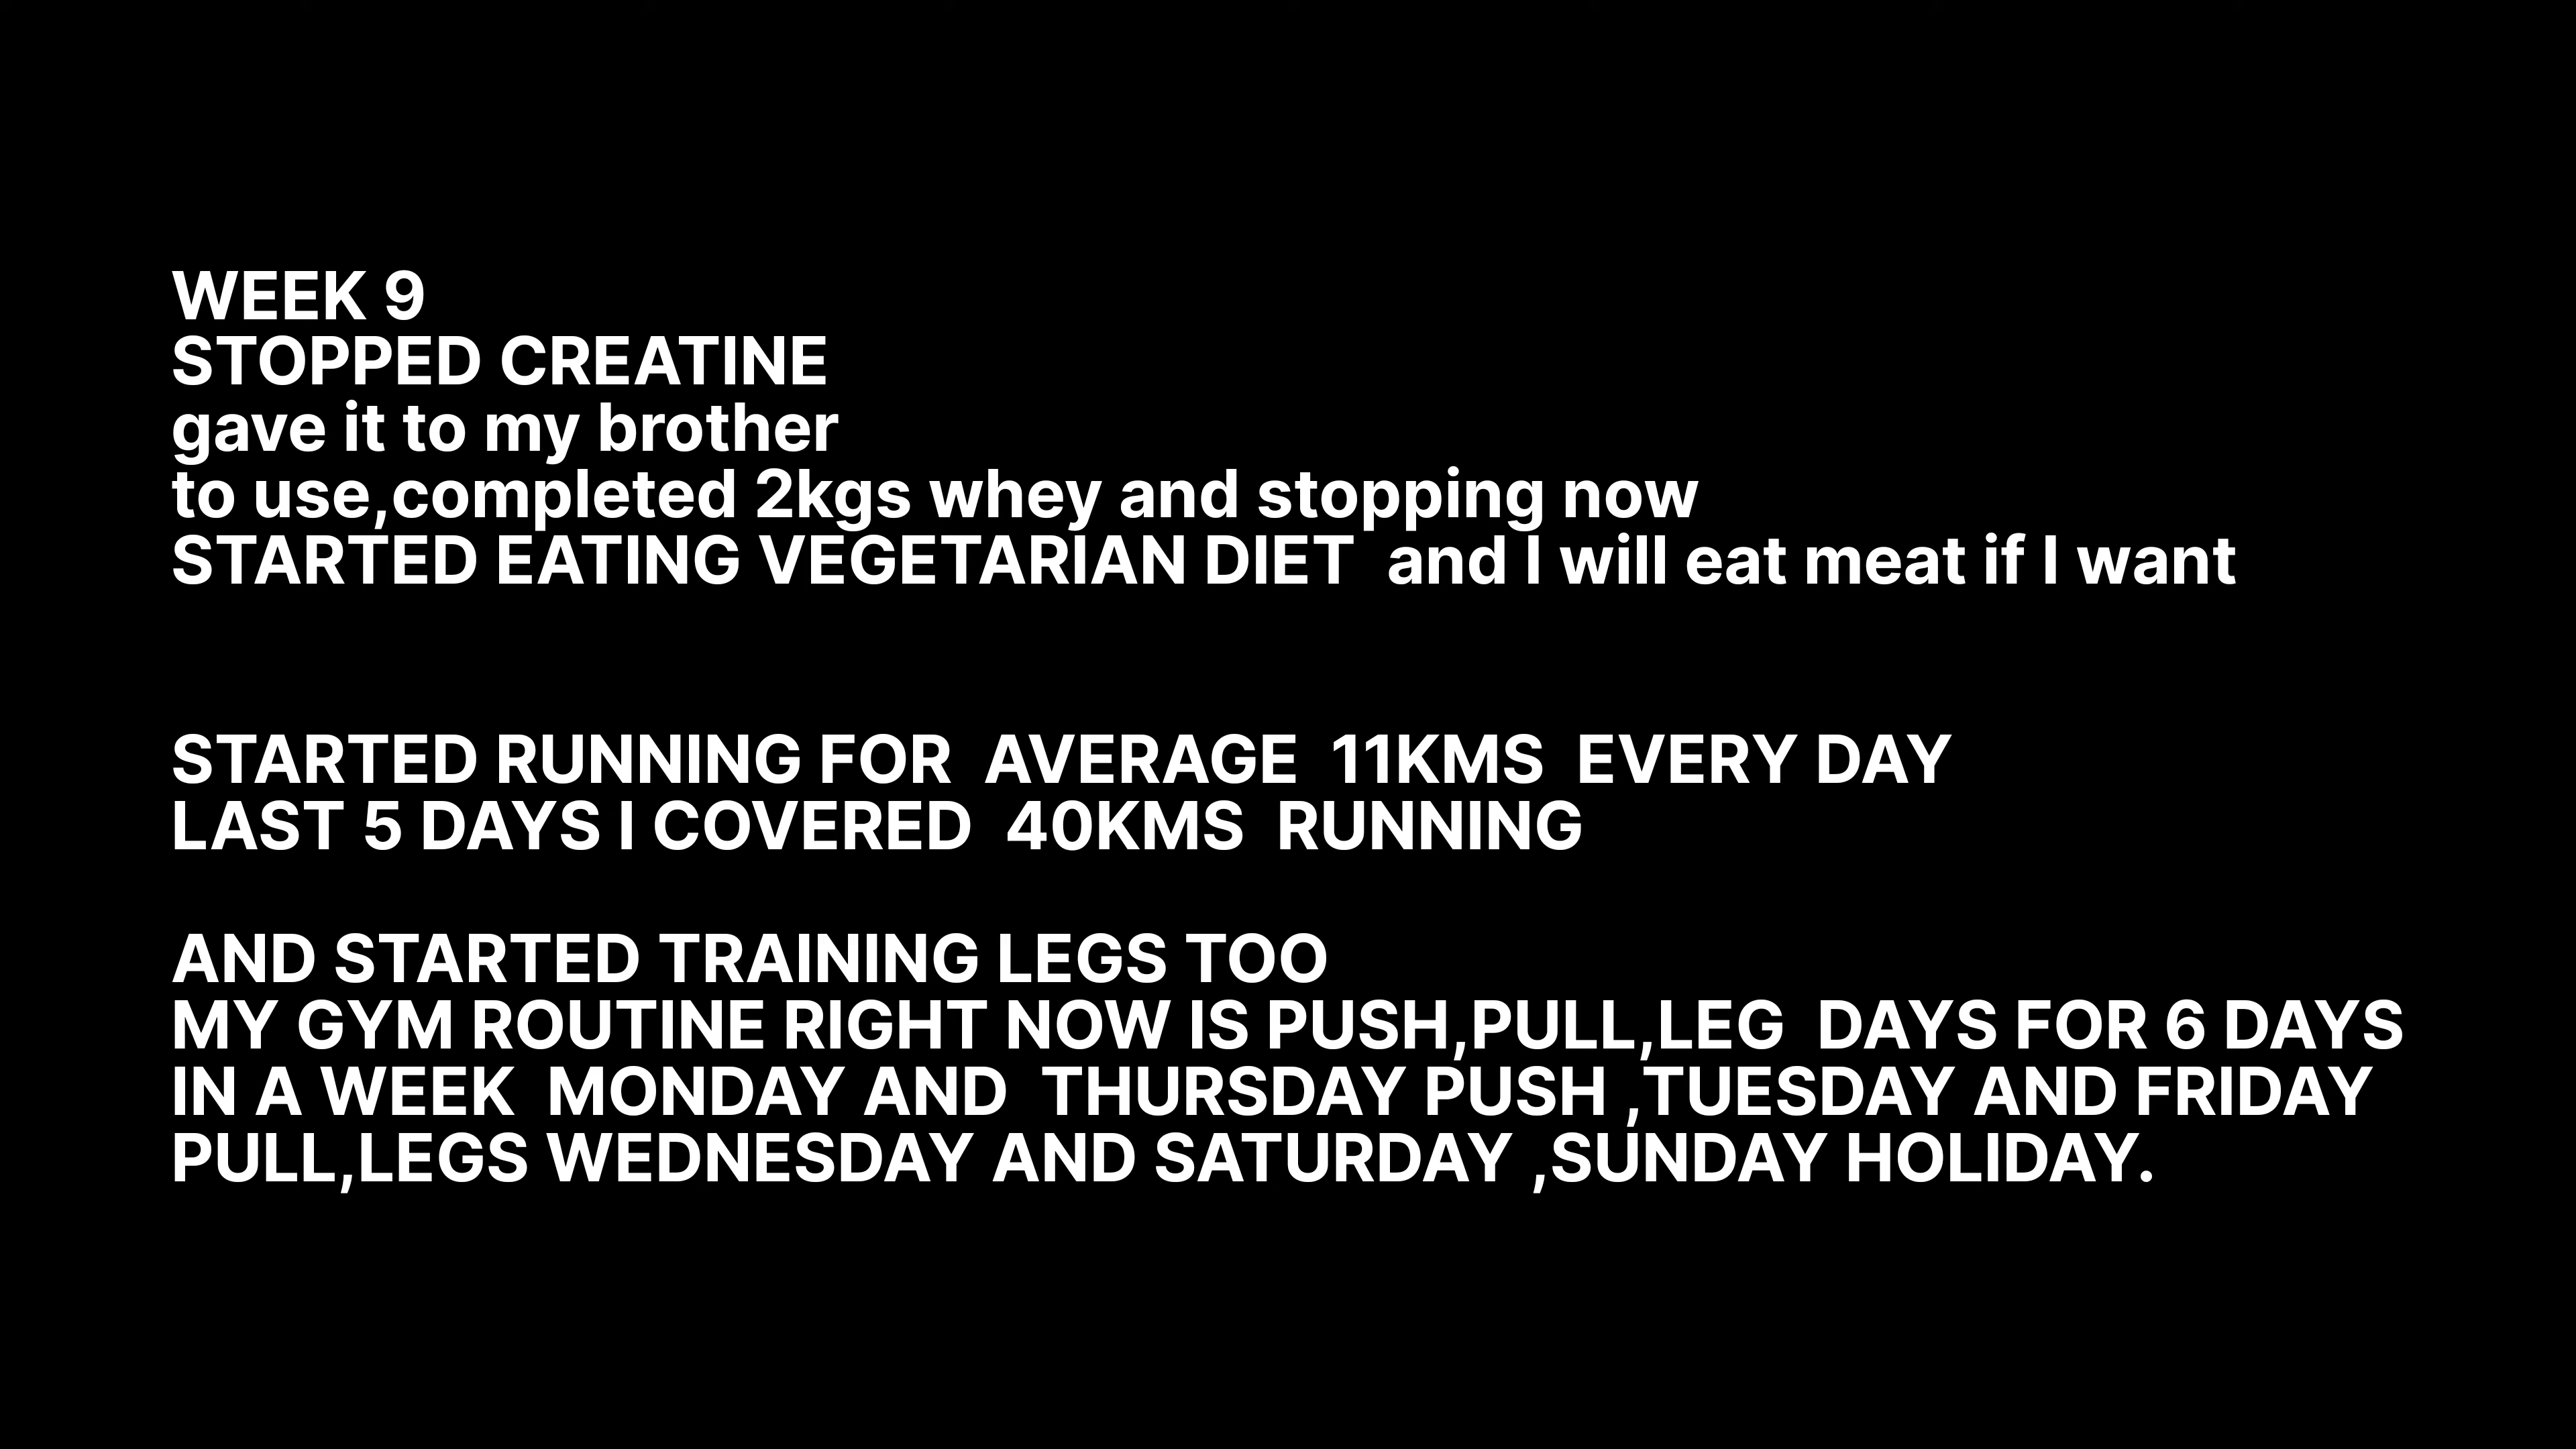 WEEK 9
STOPPED CREATINE
gave it to my brother
to use,completed 2kgs whey and stopping now
STARTED EATING VEGETARIAN DIET  and I will eat meat if I want
STARTED RUNNING FOR  AVERAGE  11KMS  EVERY DAY
LAST 5 DAYS I COVERED  40KMS  RUNNING
AND STARTED TRAINING LEGS TOO
MY GYM ROUTINE RIGHT NOW IS PUSH,PULL,LEG  DAYS FOR 6 DAYS
IN A WEEK  MONDAY AND  THURSDAY PUSH ,TUESDAY AND FRIDAY
PULL,LEGS WEDNESDAY AND SATURDAY ,SUNDAY HOLIDAY.